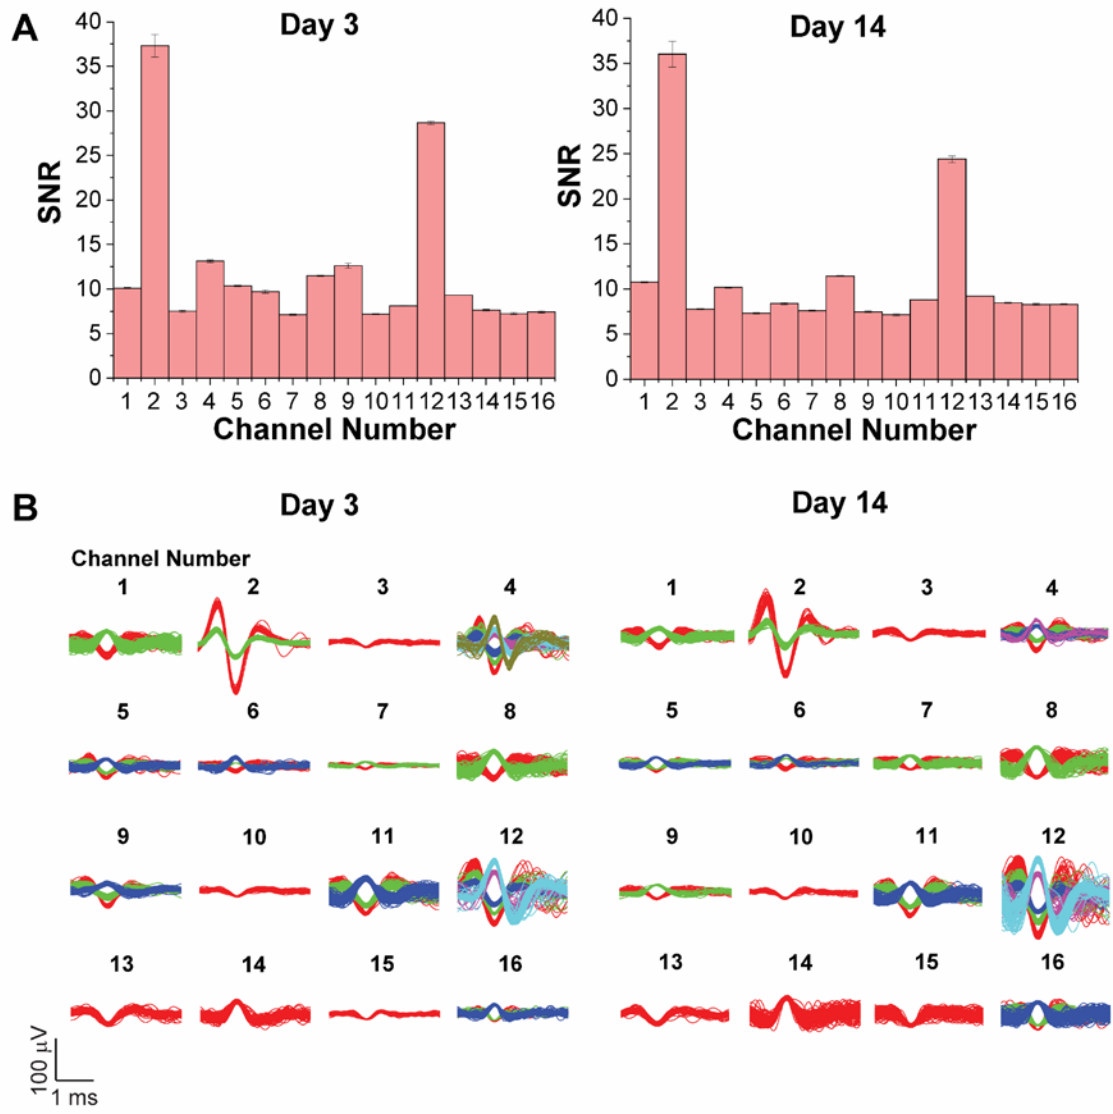 A
Day 3
Day 14
SNR
40
35
30
25
20
15
10
5
0
1 2 3 4 5 6 7 8 9 10 11 12 13 14 15 16
Channel Number
SNR
40
35
30
25
20
15
10
5
0
1 2 3 4 5 6 7 8 9 10 11 12 13 14 15 16
Channel Number
B
Day 3
Day 14
Channel Number
1 2 3 4 1 2 3 4
5 6 7 8 5 6 7 8
9 10 11 12 9 10 11 12
13 14 15 16 13 14 15 16
100 µV
1 ms